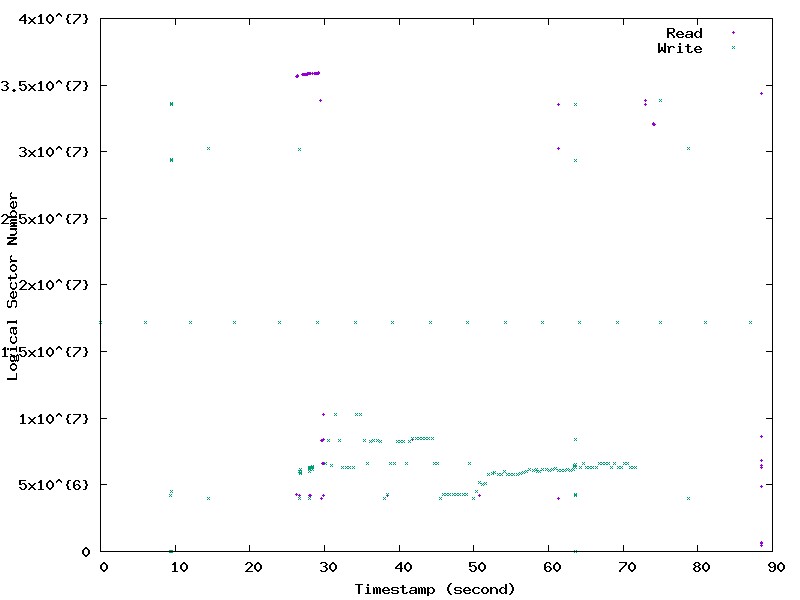 4x10^{7}
3.5x10^{7}
3x10^{7}
2.5x10^{7}
2x10^{7}
1.5x10^{7}
1x10^{7}
5x10^{6}
0
Logical Sector Number
Read
Write
0 10 20 30 40 50 60 70 80 90
Timestamp (second)